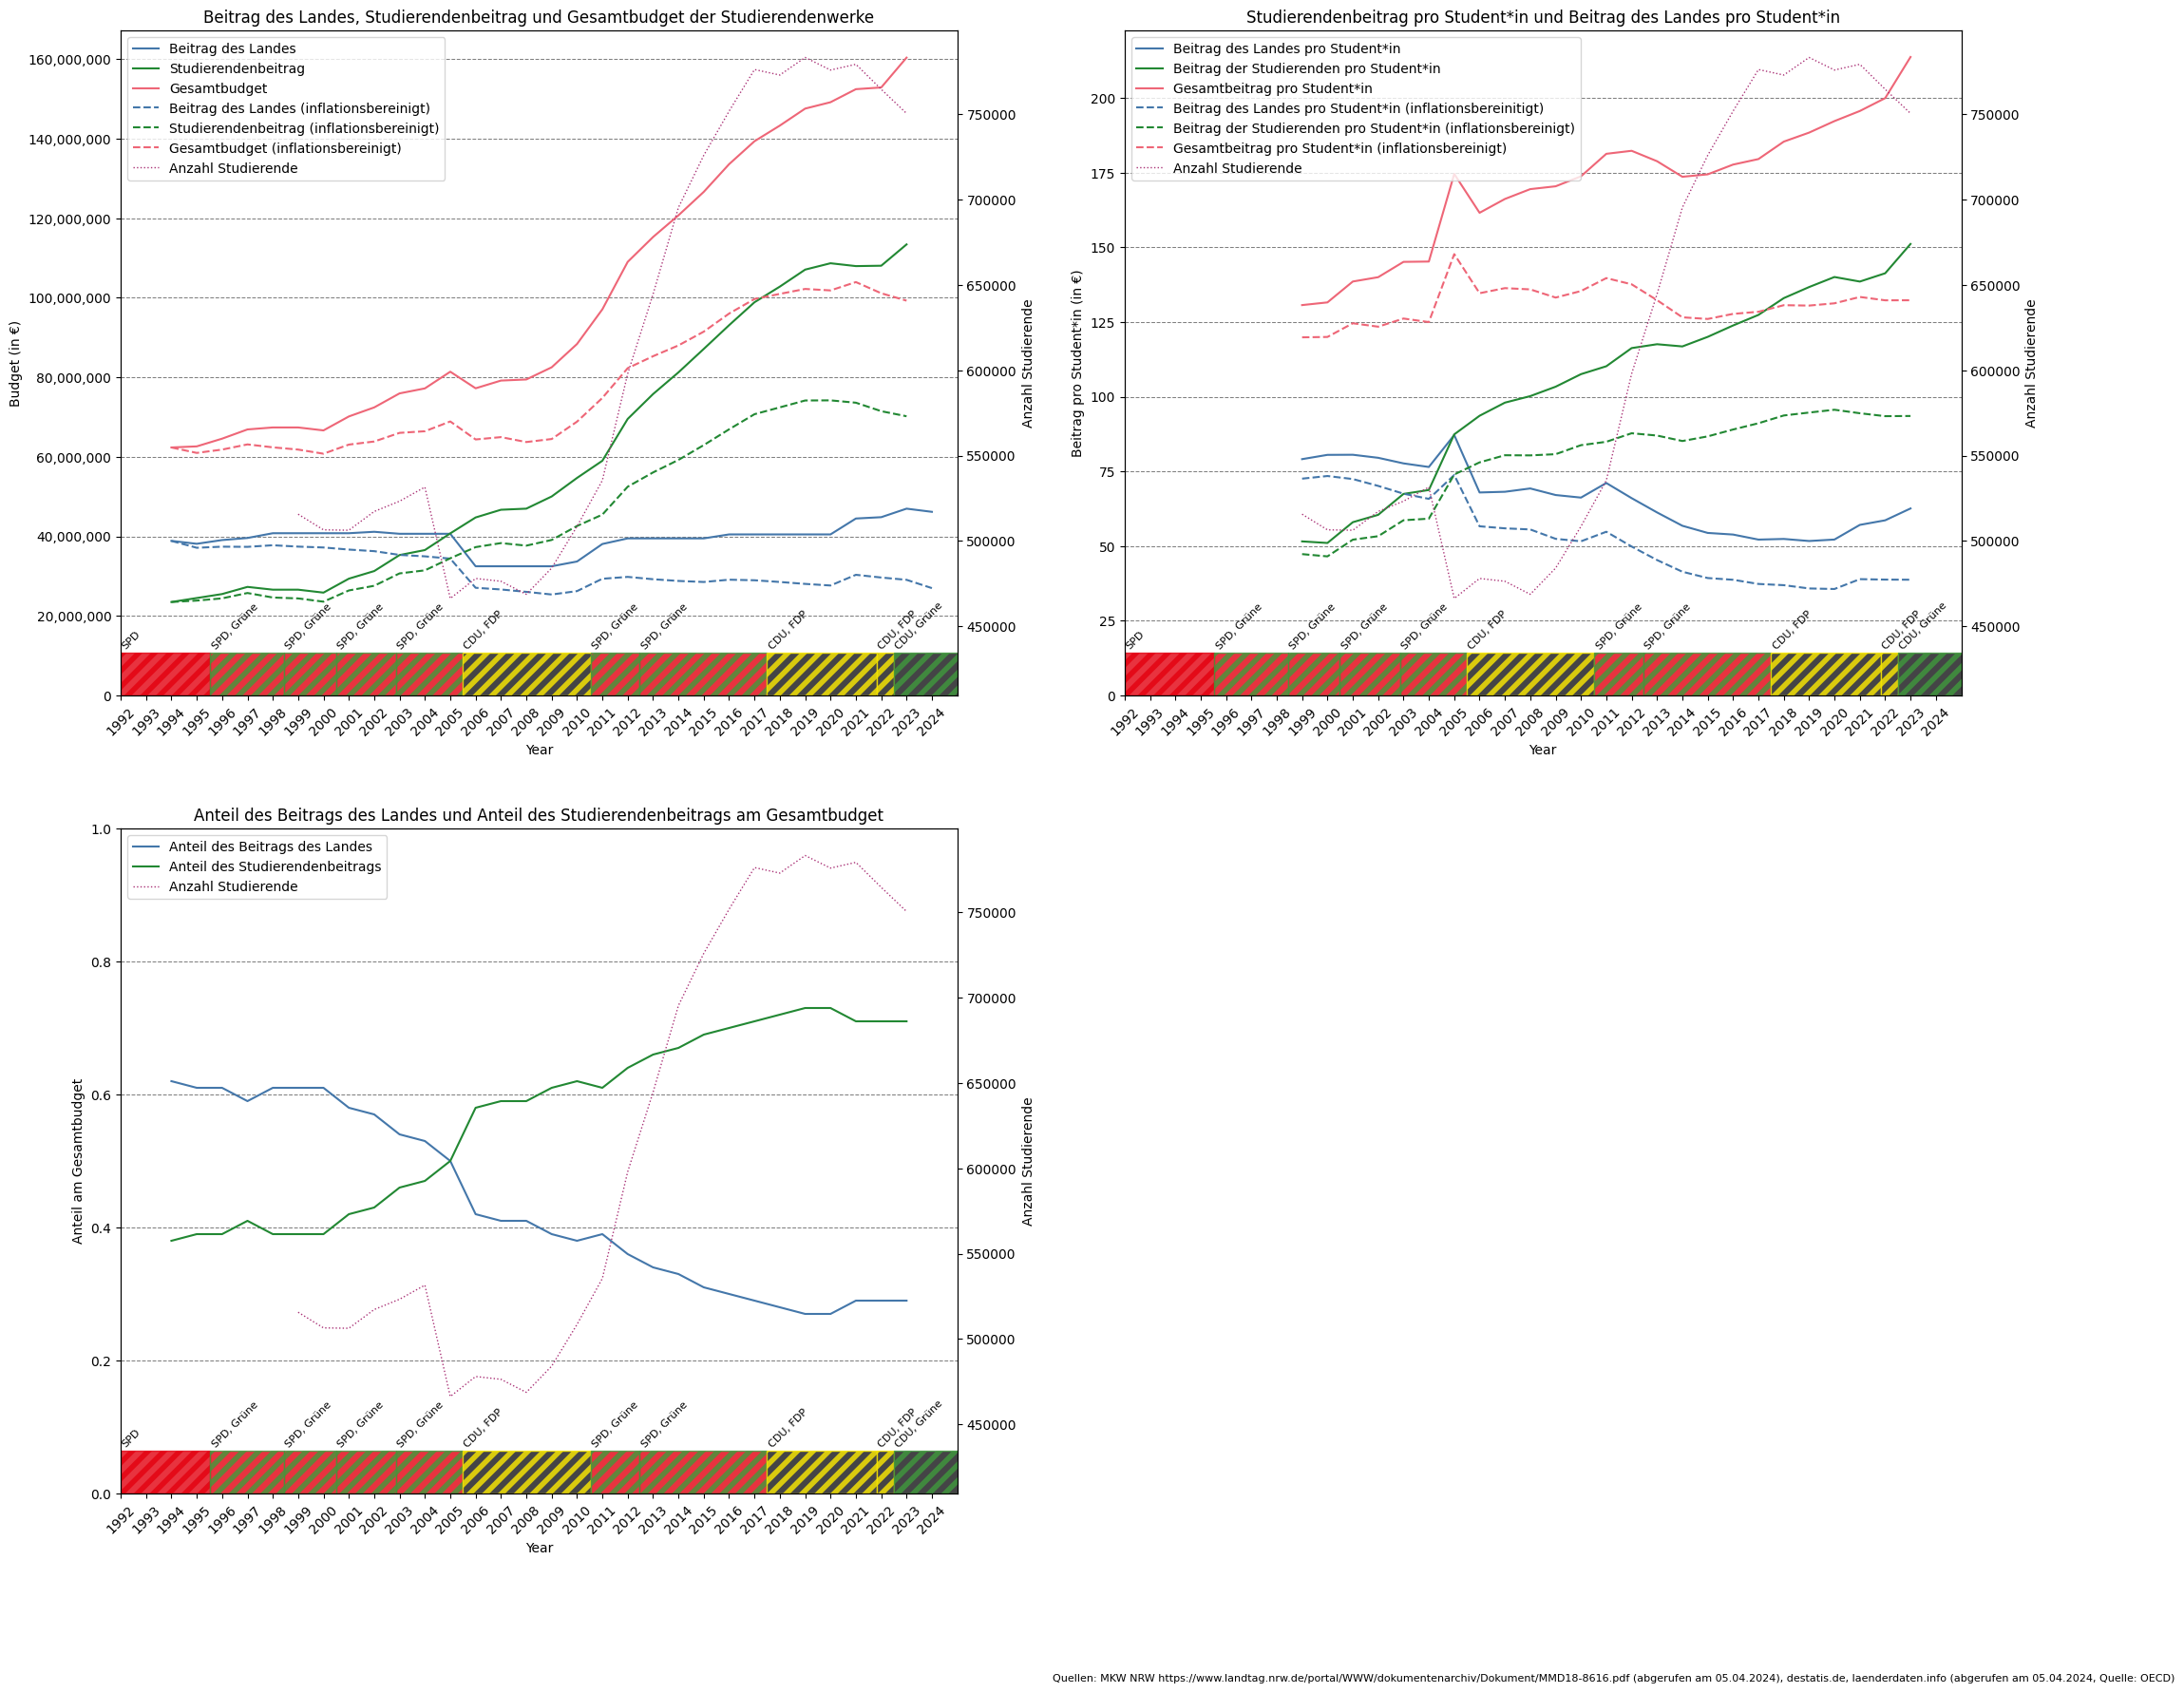 Beitrag des Landes, Studierendenbeitrag und Gesamtbudget der Studierendenwerke
Beitrag des Landes
Studierendenbeitrag
Gesamtbudget
Beitrag des Landes (inflationsbereinigt)
Studierendenbeitrag (inflationsbereinigt)
Gesamtbudget (inflationsbereinigt)
Anzahl Studierende
160,000,000
140,000,000
120,000,000
100,000,000
80,000,000
60,000,000
40,000,000
20,000,000
0
Budget (in €)
750000
700000
650000
600000
550000
500000
450000
Anzahl Studierende
SPD
SPD, Grüne
SPD, Grüne
SPD, Grüne
SPD, Grüne
CDU, FDP
SPD, Grüne
SPD, Grüne
CDU, FDP
CDU, FDP
CDU, Grüne
1992 1993 1994 1995 1996 1997 1998 1999 2000 2001 2002 2003 2004 2005 2006 2007 2008 2009 2010 2011 2012 2013 2014 2015 2016 2017 2018 2019 2020 2021 2022 2023 2024
Year
Studierendenbeitrag pro Student*in und Beitrag des Landes pro Student*in
Beitrag des Landes pro Student*in
Beitrag der Studierenden pro Student*in
Gesamtbeitrag pro Student*in
Beitrag des Landes pro Student*in (inflationsbereinitigt)
Beitrag der Studierenden pro Student*in (inflationsbereinigt)
Gesamtbeitrag pro Student*in (inflationsbereinigt)
Anzahl Studierende
200
175
150
125
100
75
50
25
0
Beitrag pro Student*in (in €)
750000
700000
650000
600000
550000
500000
450000
Anzahl Studierende
SPD
SPD, Grüne
SPD, Grüne
SPD, Grüne
SPD, Grüne
CDU, FDP
SPD, Grüne
SPD, Grüne
CDU, FDP
CDU, FDP
CDU, Grüne
1992 1993 1994 1995 1996 1997 1998 1999 2000 2001 2002 2003 2004 2005 2006 2007 2008 2009 2010 2011 2012 2013 2014 2015 2016 2017 2018 2019 2020 2021 2022 2023 2024
Year
Anteil des Beitrags des Landes und Anteil des Studierendenbeitrags am Gesamtbudget
Anteil des Beitrags des Landes
Anteil des Studierendenbeitrags
Anzahl Studierende
1.0
0.8
0.6
0.4
0.2
0.0
Anteil am Gesamtbudget
750000
700000
650000
600000
550000
500000
450000
Anzahl Studierende
SPD
SPD, Grüne
SPD, Grüne
SPD, Grüne
SPD, Grüne
CDU, FDP
SPD, Grüne
SPD, Grüne
CDU, FDP
CDU, FDP
CDU, Grüne
1992 1993 1994 1995 1996 1997 1998 1999 2000 2001 2002 2003 2004 2005 2006 2007 2008 2009 2010 2011 2012 2013 2014 2015 2016 2017 2018 2019 2020 2021 2022 2023 2024
Year
Quellen: MKW NRW https://www.landtag.nrw.de/portal/WWW/dokumentenarchiv/Dokument/MMD18-8616.pdf (abgerufen am 05.04.2024), destatis.de, laenderdaten.info (abgerufen am 05.04.2024, Quelle: OECD)